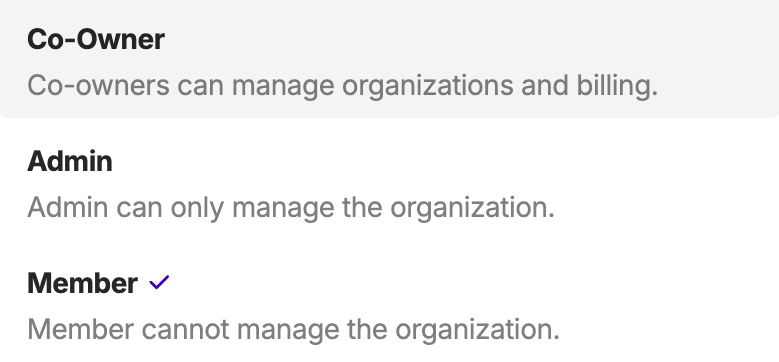 Co-Owner
Co-owners can manage organizations and billing.
Admin
Admin can only manage the organization.
Member
Member cannot manage the organization.